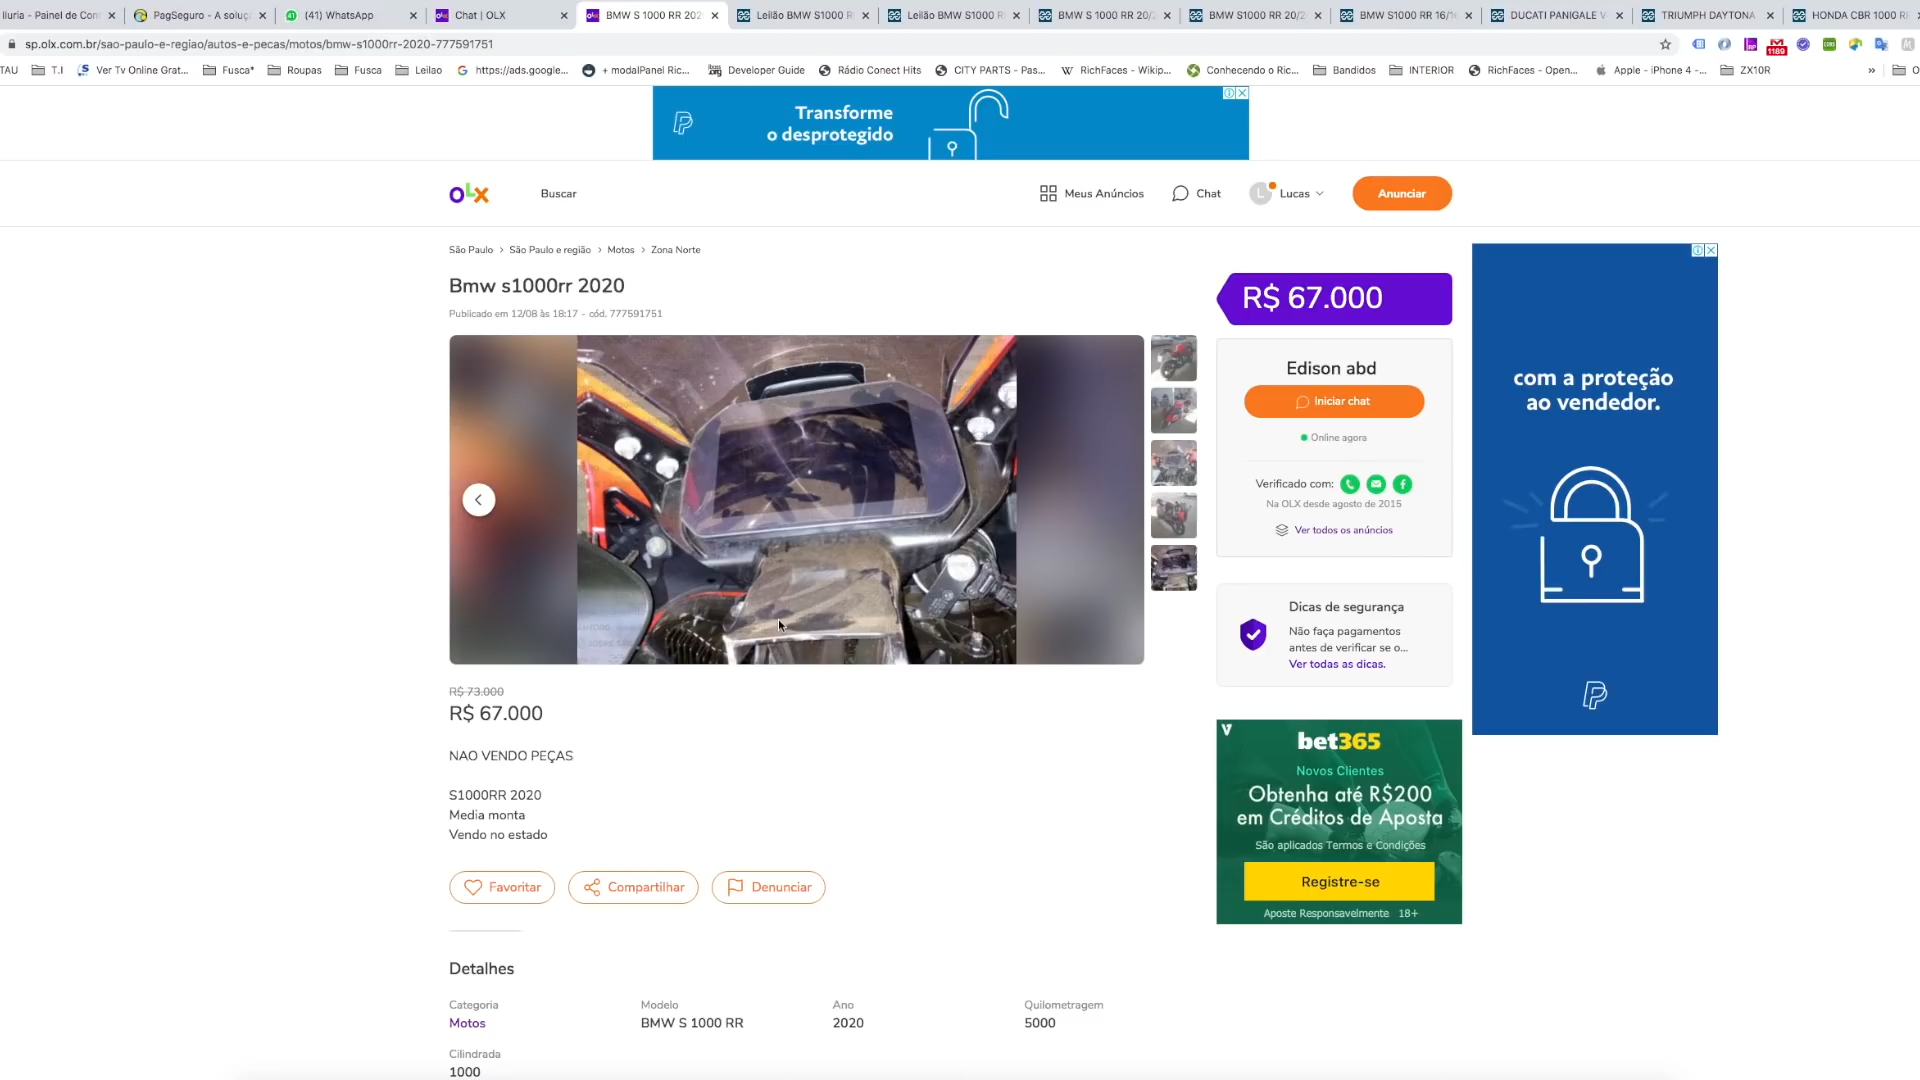 lluria - Painel de Con
PagSeguro - A soluç
(41) WhatsApp
Chat | OLX
BMW S 1000 RR 202
Leilão BMW S1000 R
Leilão BMW S1000 R
BMW S 1000 RR 20/2
BMW S1000 RR 20/2
BMW S1000 RR 16/1
DUCATI PANIGALE V
TRIUMPH DAYTONA
HONDA CBR 1000 R
sp.olx.com.br/sao-paulo-e-regiao/autos-e-pecas/motos/bmw-s1000rr-2020-777591751
1189
TAU
T.I
Ver Tv Online Grat...
Fusca*
Roupas
Fusca
Leilao
https://ads.google...
+ modalPanel Ric...
Developer Guide
Rádio Conect Hits
CITY PARTS - Pas...
RichFaces - Wikip...
Conhecendo o Ric...
Bandidos
INTERIOR
RichFaces - Open...
Apple - iPhone 4 -...
ZX10R
»
Transforme
o desprotegido
OLX
Buscar
Meus Anúncios
Chat
L
Lucas
Anunciar
São Paulo > São Paulo e região > Motos > Zona Norte
Bmw s1000rr 2020
Publicado em 12/08 às 18:17 - cód. 777591751
R$ 67.000
Edison abd
Iniciar chat
Online agora
Verificado com:
Na OLX desde agosto de 2015
Ver todos os anúncios
com a proteção
ao vendedor.
Dicas de segurança
Não faça pagamentos
antes de verificar se o...
Ver todas as dicas.
R$ 73.000
R$ 67.000
NAO VENDO PEÇAS
S1000RR 2020
Media monta
Vendo no estado
Favoritar
Compartilhar
Denunciar
bet365
Novos Clientes
Obtenha até R$200
em Créditos de Aposta
São aplicados Termos e Condições
Registre-se
Aposte Responsavelmente 18+
Detalhes
Categoria
Motos
Modelo
BMW S 1000 RR
Ano
2020
Quilometragem
5000
Cilindrada
1000